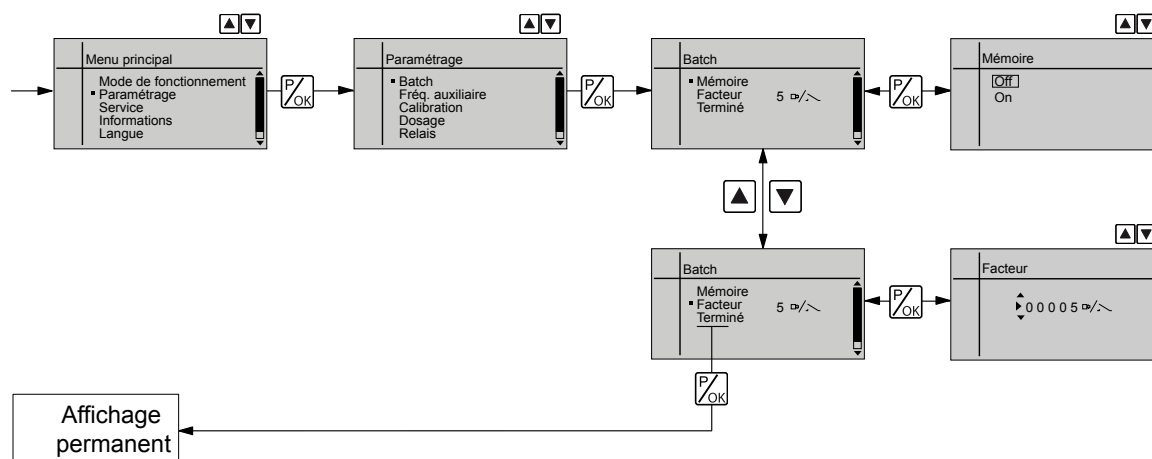 Menu principal
Mode de fonctionnement
Paramétrage
Service
Informations
Langue
P/OK
Paramétrage
Batch
Fréq. auxiliaire
Calibration
Dosage
Relais
P/OK
Batch
Mémoire
Facteur 5
Terminé
P/OK
Mémoire
Off
On
Batch
Mémoire
Facteur 5
Terminé
P/OK
Facteur
00005
P/OK
Affichage
permanent